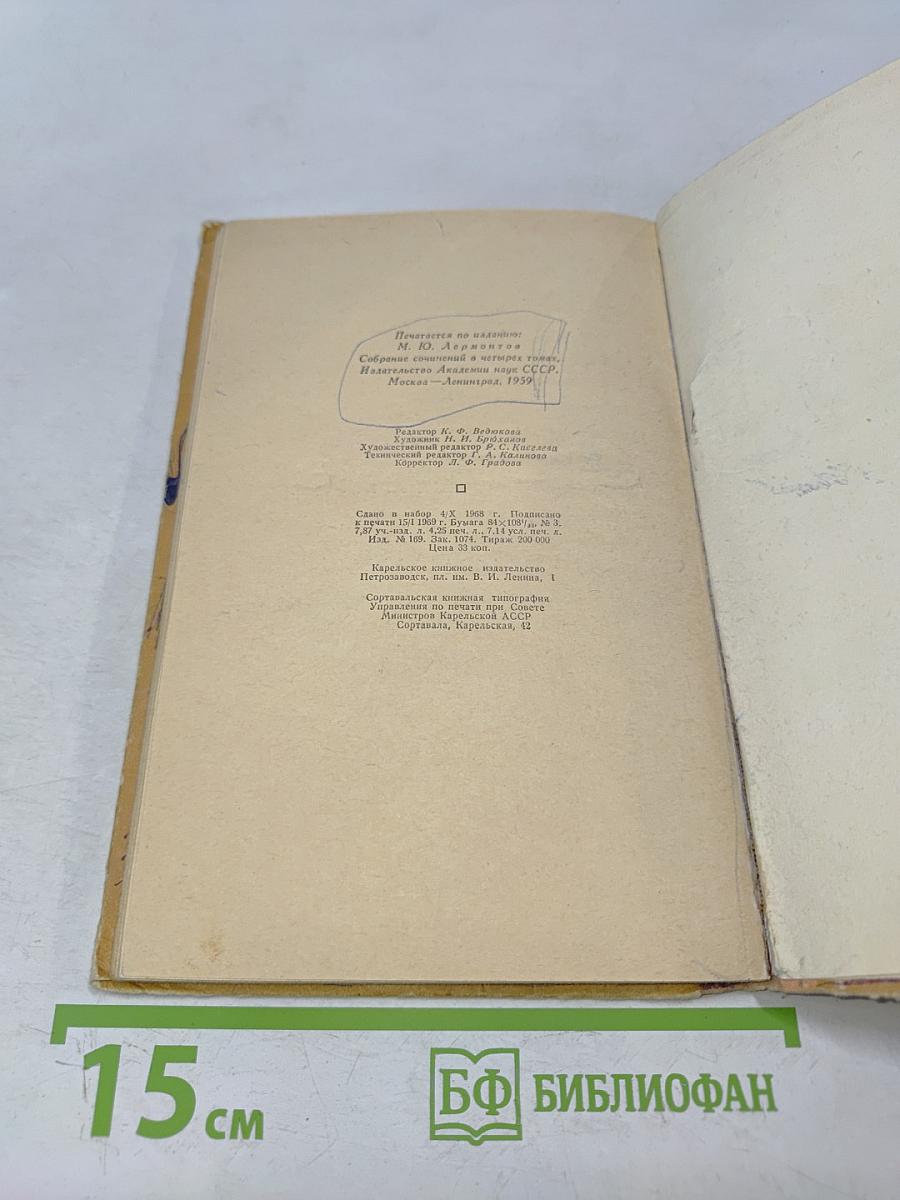 Печатается по изданию:
М. Ю. Лермонтов
Собрание сочинений в четырех томах,
Издательство Академии наук СССР.
Москва—Ленинград, 1959
Редактор К. Ф. Ведюкова
Художник Н. И. Брюханов
Художественный редактор Р. С. Киселева
Технический редактор Г. А. Калинова
Корректор Л. Ф. Градова
Сдано в набор 4/X 1968 г. Подписано
к печати 15/I 1969 г. Бумага 84×108¹/₃₂, № 3.
7,87 уч.-изд. л. 4,25 печ. л., 7,14 усл. печ. л.
Изд. № 169. Зак. 1074. Тираж 200 000
Цена 33 коп.
Карельское книжное издательство
Петрозаводск, пл. им. В. И. Ленина, 1
Сортавальская книжная типография
Управления по печати при Совете
Министров Карельской АССР
Сортавала, Карельская, 42
15 см
БФ БИБЛИОФАН